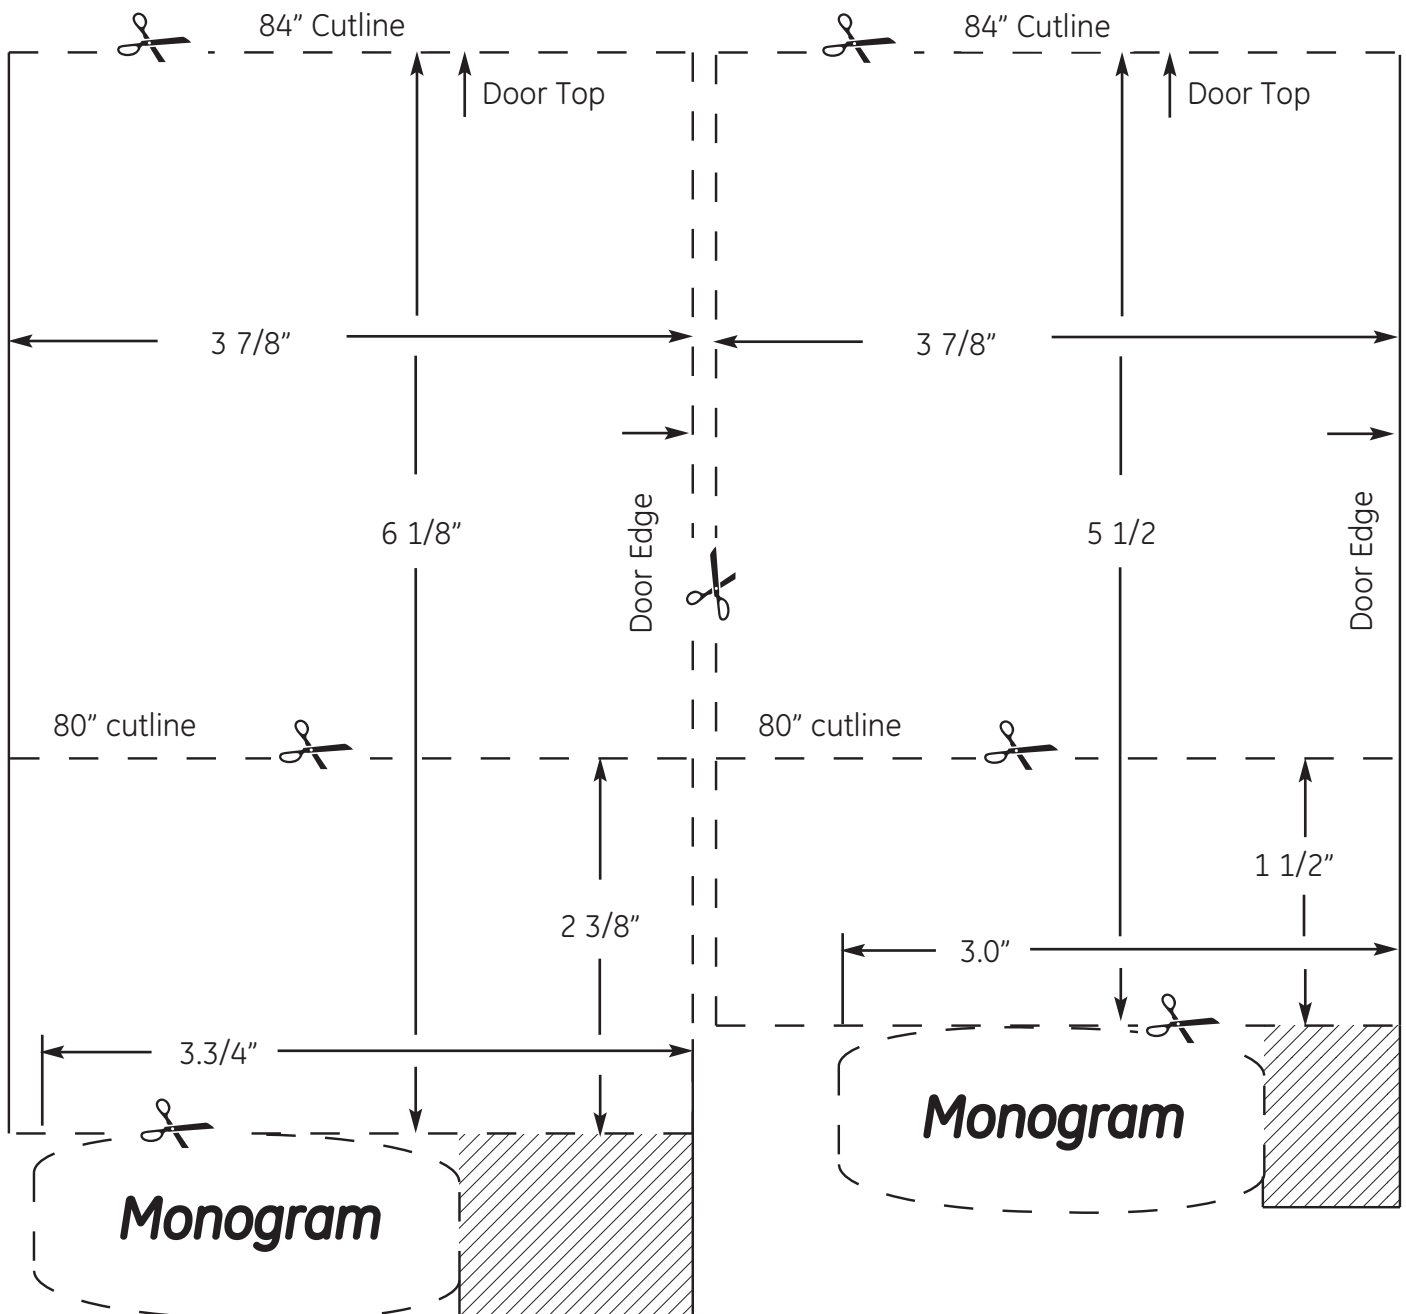 84” Cutline
Door Top
3 7/8”
6 1/8”
Door Edge
80” cutline
2 3/8”
3.3/4”
Monogram
84” Cutline
Door Top
3 7/8”
5 1/2
Door Edge
80” cutline
1 1/2”
3.0”
Monogram